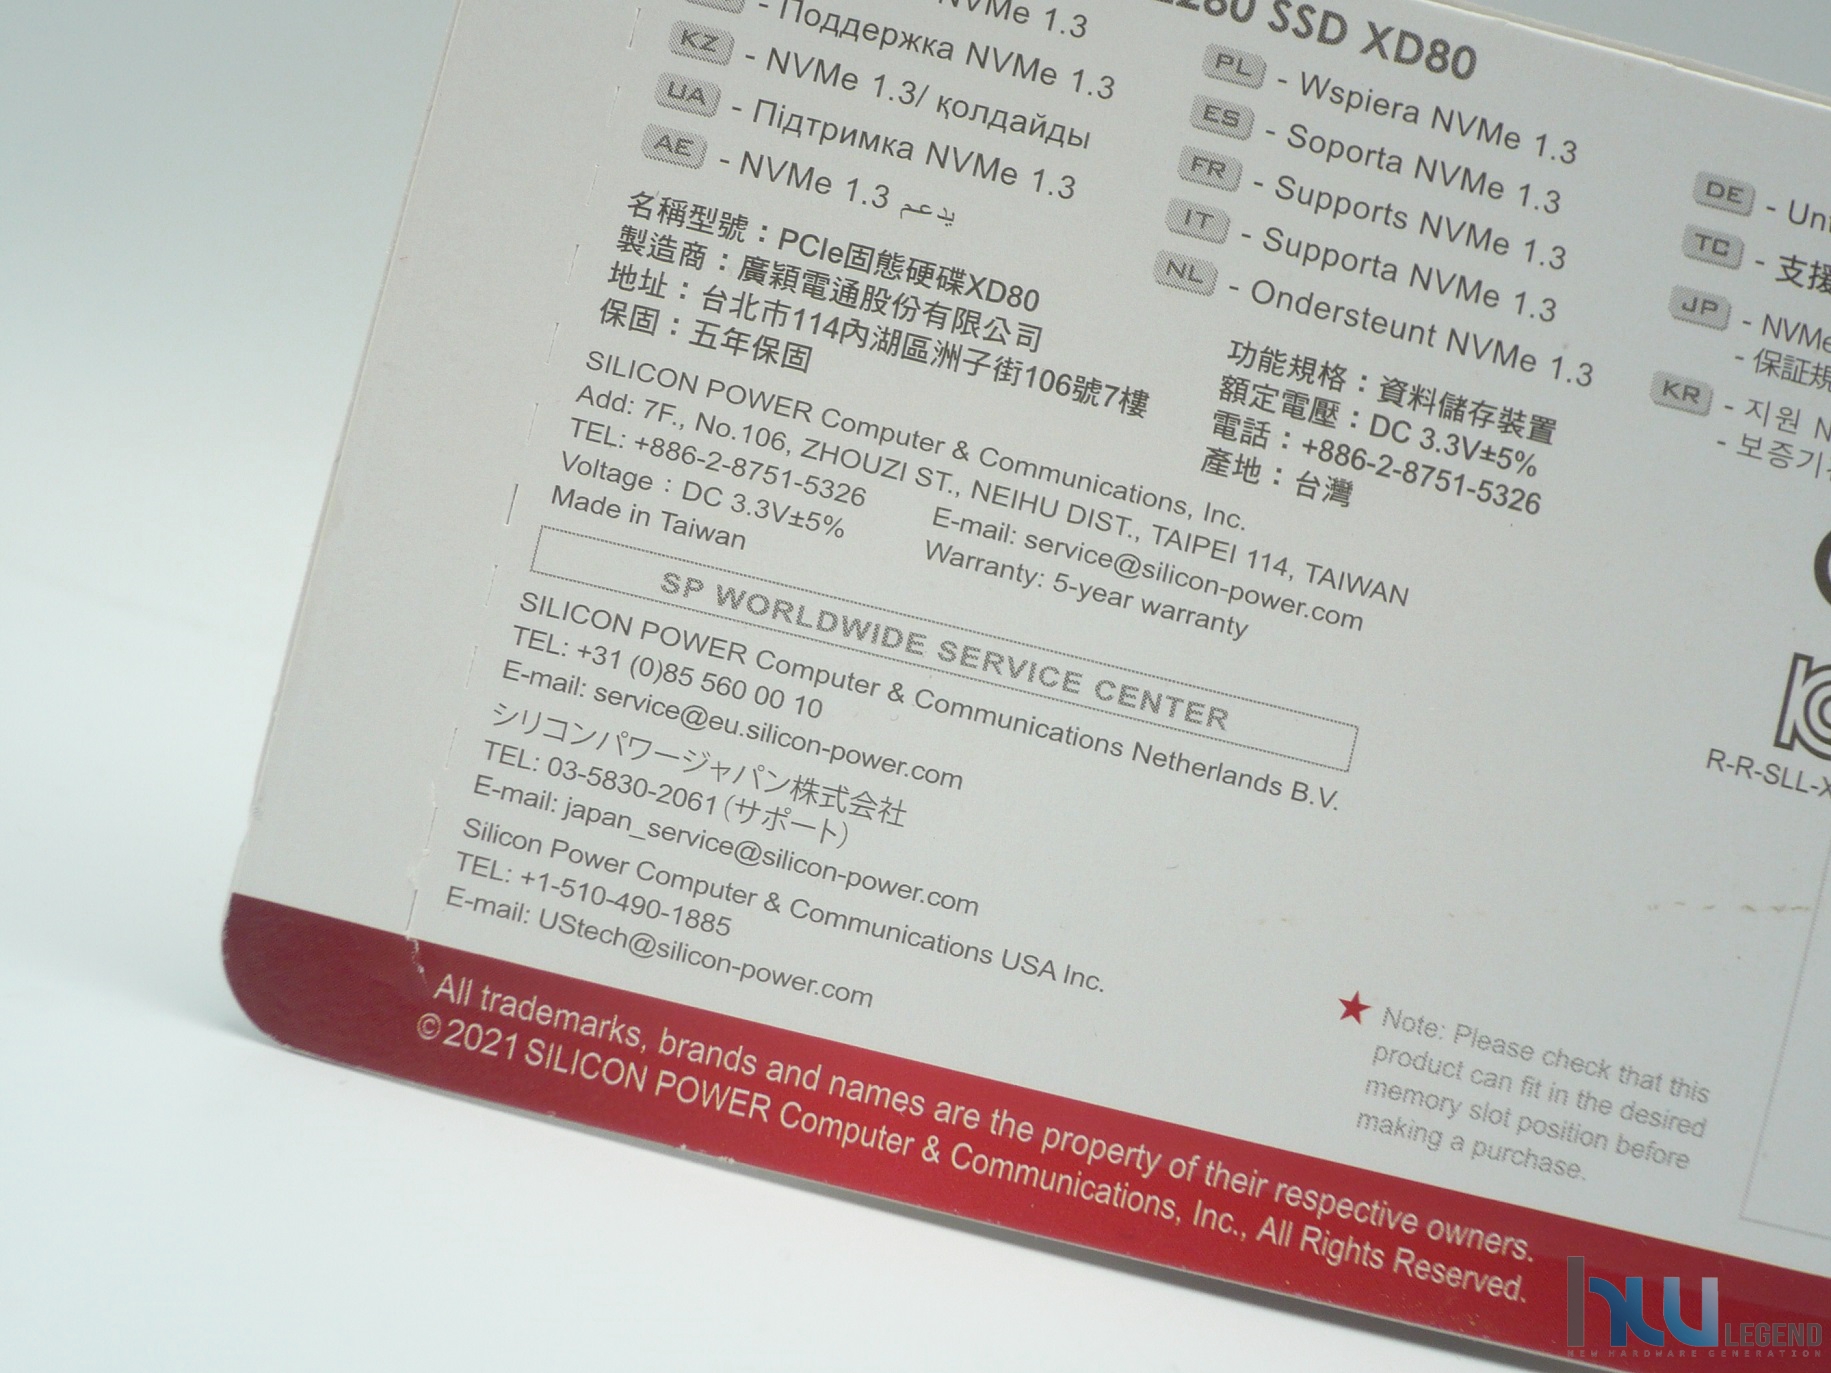 2280 SSD XD80
NVMe 1.3
- Поддержка NVMe 1.3
KZ - NVMe 1.3/ қолдайды
UA - Підтримка NVMe 1.3
AE - NVMe 1.3 يدعم
PL - Wspiera NVMe 1.3
ES - Soporta NVMe 1.3
FR - Supports NVMe 1.3
IT - Supporta NVMe 1.3
NL - Ondersteunt NVMe 1.3
DE
TC - 支援
JP - NVMe
KR - 지원
名稱型號：PCIe固態硬碟XD80
製造商：廣穎電通股份有限公司
地址：台北市114內湖區洲子街106號7樓
保固：五年保固
功能規格：資料儲存裝置
額定電壓：DC 3.3V±5%
電話：+886-2-8751-5326
產地：台灣
SILICON POWER Computer & Communications, Inc.
Add: 7F., No.106, ZHOUZI ST., NEIHU DIST., TAIPEI 114, TAIWAN
TEL: +886-2-8751-5326 E-mail: service@silicon-power.com
Voltage : DC 3.3V±5% Warranty: 5-year warranty
Made in Taiwan
SP WORLDWIDE SERVICE CENTER
SILICON POWER Computer & Communications Netherlands B.V.
TEL: +31 (0)85 560 00 10
E-mail: service@eu.silicon-power.com
シリコンパワージャパン株式会社
TEL: 03-5830-2061（サポート）
E-mail: japan_service@silicon-power.com
Silicon Power Computer & Communications USA Inc.
TEL: +1-510-490-1885
E-mail: UStech@silicon-power.com
R-R-SLL-X
★ Note: Please check that this
product can fit in the desired
memory slot position before
making a purchase.
All trademarks, brands and names are the property of their respective owners.
©2021 SILICON POWER Computer & Communications, Inc., All Rights Reserved.
LEGEND
NEW HARDWARE GENERATION